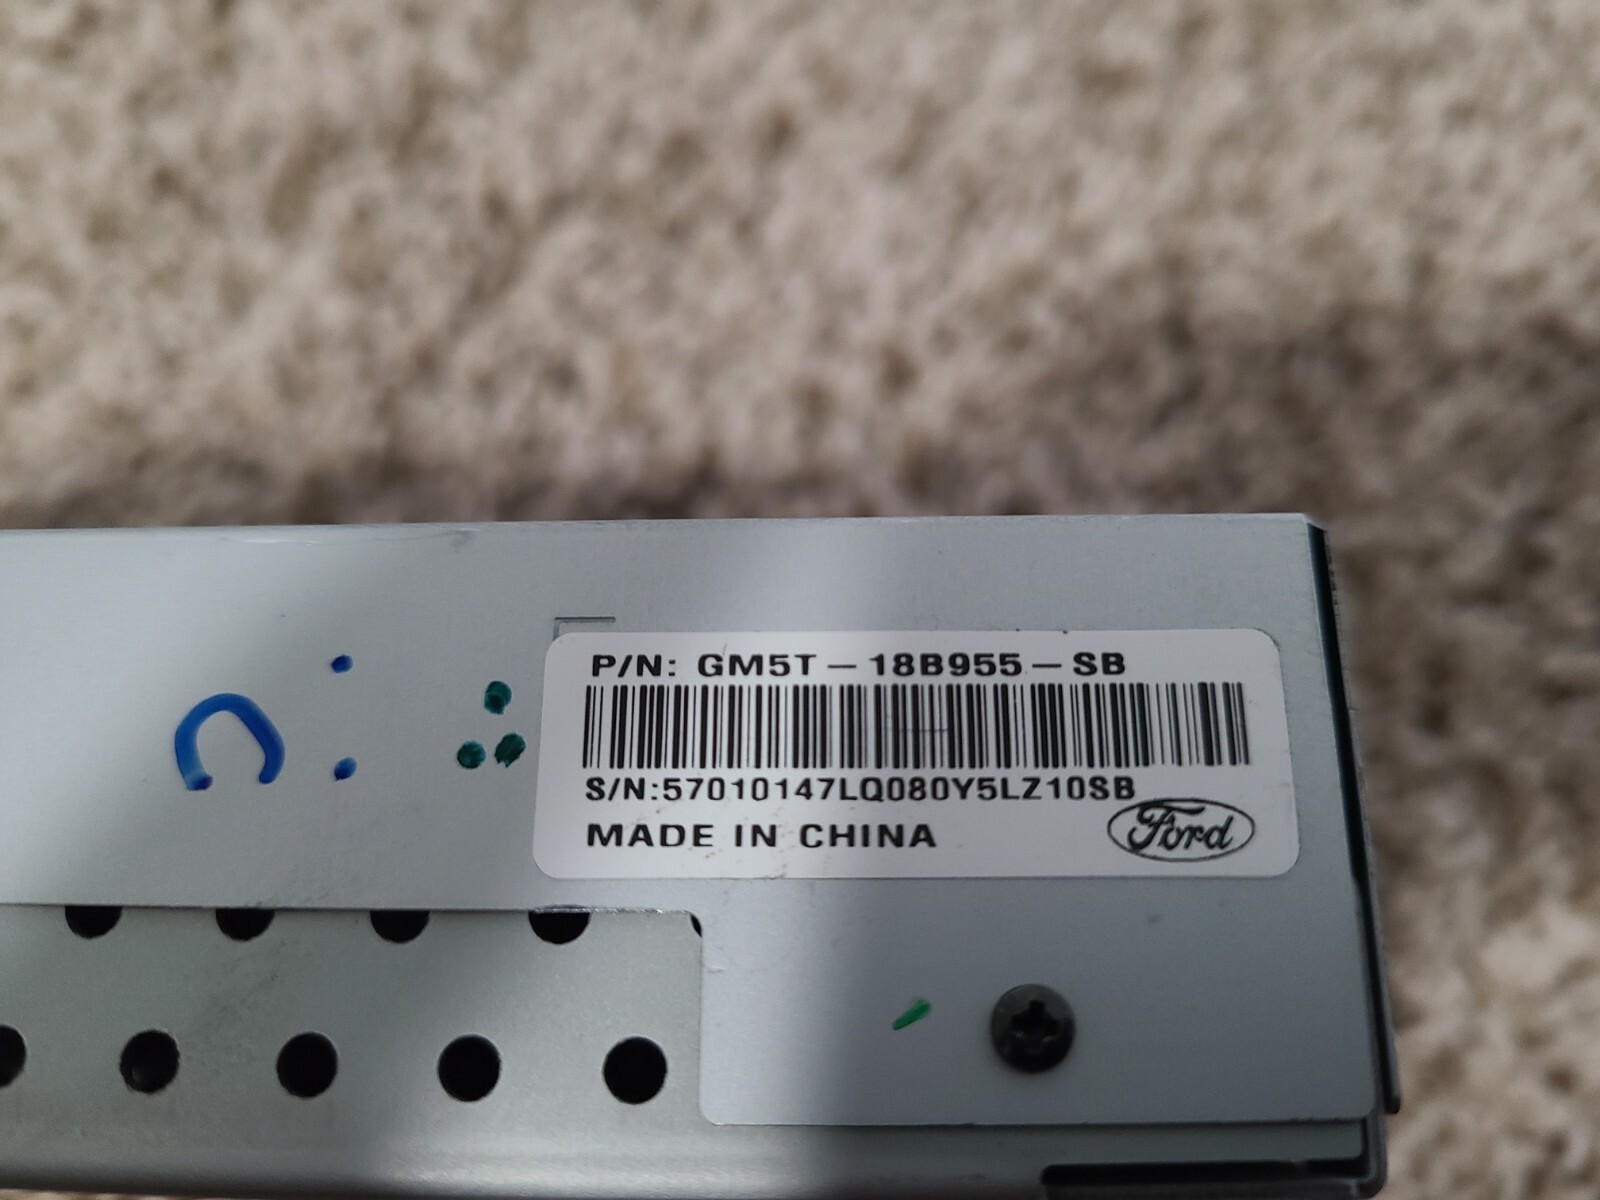 P/N: GM5T-18B955-SB
S/N:57010147LQ080Y5LZ10SB
MADE IN CHINA
Ford